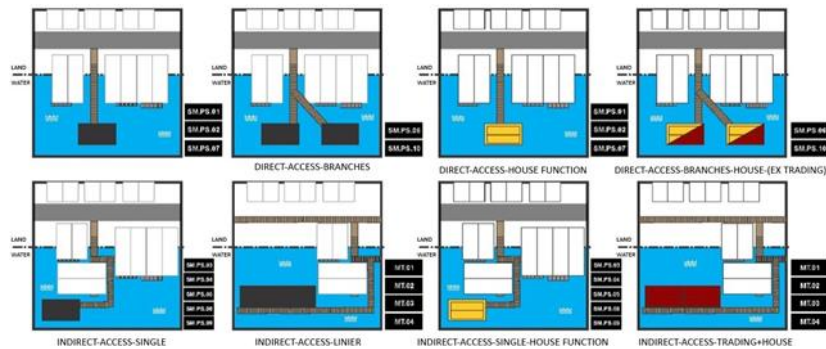 LAND
WATER
SM.PS.01
SM.PS.02
SM.PS.07
LAND
WATER
SM.PS.10
DIRECT-ACCESS-BRANCHES
LAND
WATER
SM.PS.01
SM.PS.02
SM.PS.07
DIRECT-ACCESS-HOUSE FUNCTION
LAND
WATER
SM.PS.06
SM.PS.10
DIRECT-ACCESS-BRANCHES-HOUSE-(EX TRADING)
LAND
WATER
INDIRECT-ACCESS-SINGLE
LAND
WATER
MT.01
MT.02
MT.03
MT.04
INDIRECT-ACCESS-LINIER
LAND
WATER
INDIRECT-ACCESS-SINGLE-HOUSE FUNCTION
LAND
WATER
MT.01
MT.02
MT.03
MT.04
INDIRECT-ACCESS-TRADING+HOUSE